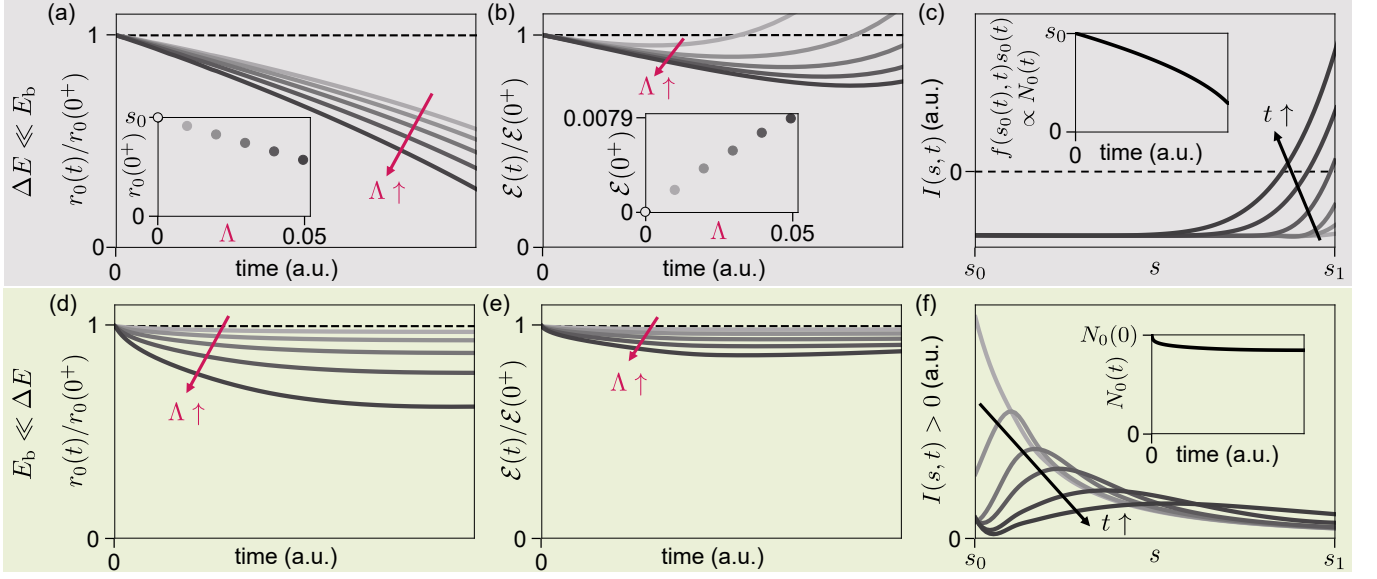 ΔE ≪ E_b
(a)
r_0(t)/r_0(0^+)
1
0
0
time (a.u.)
Λ ↑
r_0(0^+)
s_0
0
0
0.05
Λ
(b)
ℰ(t)/ℰ(0^+)
1
0
0
time (a.u.)
Λ ↑
ℰ(0^+)
0.0079
0
0
0.05
Λ
(c)
I(s, t) (a.u.)
0
s_0
s
s_1
t ↑
f(s_0(t), t)s_0(t)
∝ N_0(t)
s_0
0
0
time (a.u.)
E_b ≪ ΔE
(d)
r_0(t)/r_0(0^+)
1
0
0
time (a.u.)
Λ ↑
(e)
ℰ(t)/ℰ(0^+)
1
0
0
time (a.u.)
Λ ↑
(f)
I(s, t) > 0 (a.u.)
0
s_0
s
s_1
t ↑
N_0(t)
N_0(0)
0
0
time (a.u.)